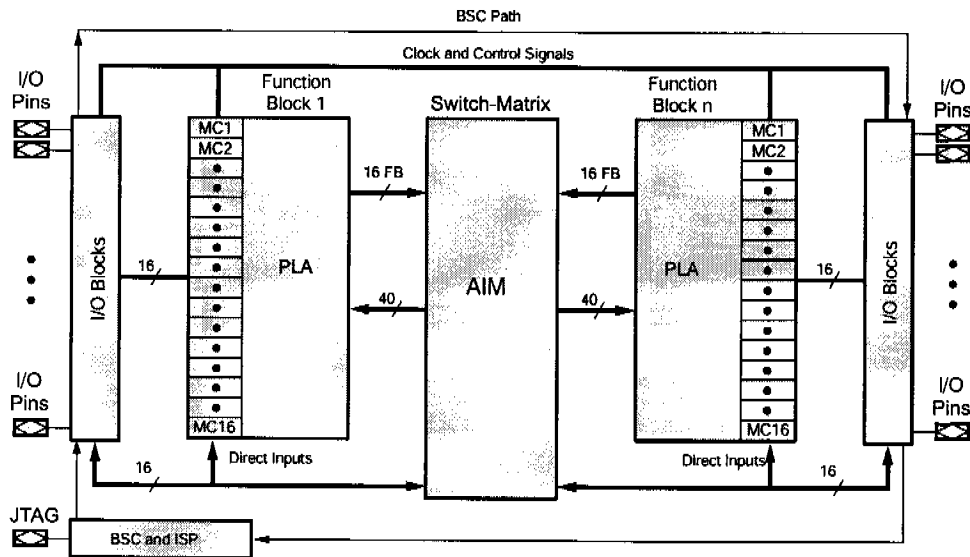 BSC Path
Clock and Control Signals
I/O
Pins
Function
Block 1
Switch-Matrix
Function
Block n
I/O
Pins
MC1
MC2
MC1
MC2
16 FB
16 FB
I/O Blocks
16
PLA
AIM
PLA
16
I/O Blocks
40
40
I/O
Pins
I/O
Pins
MC16
MC16
Direct Inputs
Direct Inputs
16
16
JTAG
BSC and ISP